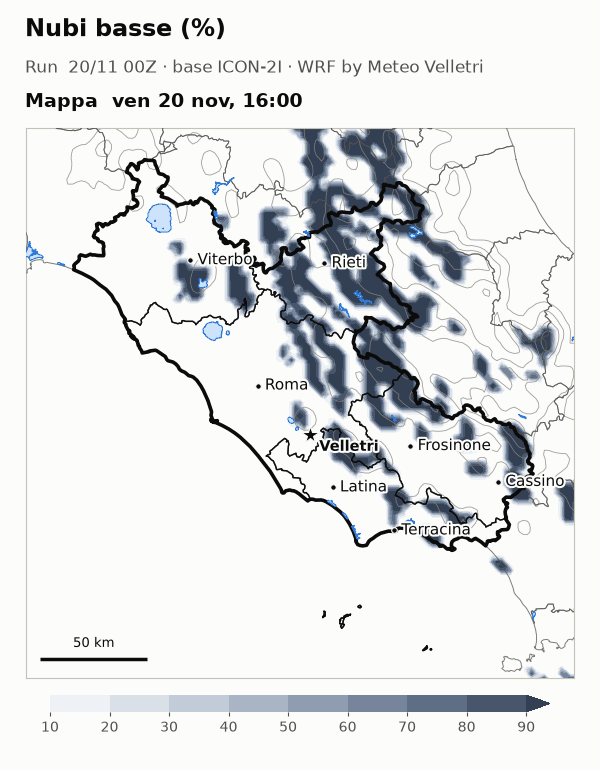 Nubi basse (%)
Run  20/11 00Z · base ICON-2I · WRF by Meteo Velletri
Mappa  ven 20 nov, 16:00
Viterbo
Rieti
Roma
Velletri
Frosinone
Latina
Cassino
Terracina
50 km
10 20 30 40 50 60 70 80 90